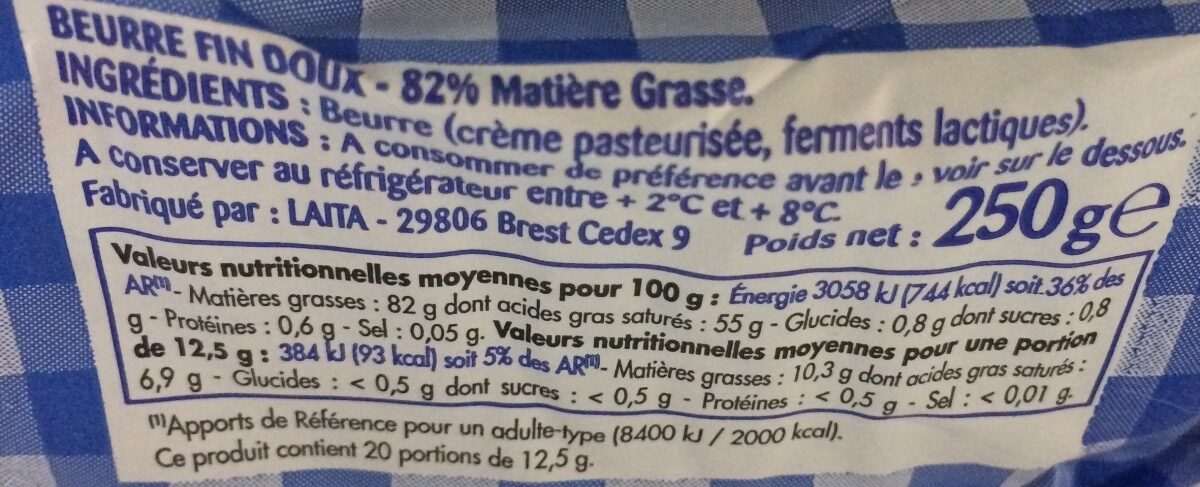 BEURRE FIN DOUX - 82% Matière Grasse.
INGRÉDIENTS : Beurre (crème pasteurisée, ferments lactiques).
INFORMATIONS : A consommer de préférence avant le : voir sur le dessous.
A conserver au réfrigérateur entre + 2°C et + 8°C.
Fabriqué par : LAITA - 29806 Brest Cedex 9 Poids net : 250 g e
Valeurs nutritionnelles moyennes pour 100 g : Énergie 3058 kJ (744 kcal) soit 36% des
AR(1)- Matières grasses : 82 g dont acides gras saturés : 55 g - Glucides : 0,8 g dont sucres : 0,8
g - Protéines : 0,6 g - Sel : 0,05 g. Valeurs nutritionnelles moyennes pour une portion
de 12,5 g : 384 kJ (93 kcal) soit 5% des AR(1)- Matières grasses : 10,3 g dont acides gras saturés :
6,9 g - Glucides : < 0,5 g dont sucres : < 0,5 g - Protéines : < 0,5 g - Sel : < 0,01 g.
(1)Apports de Référence pour un adulte-type (8400 kJ / 2000 kcal).
Ce produit contient 20 portions de 12,5 g.